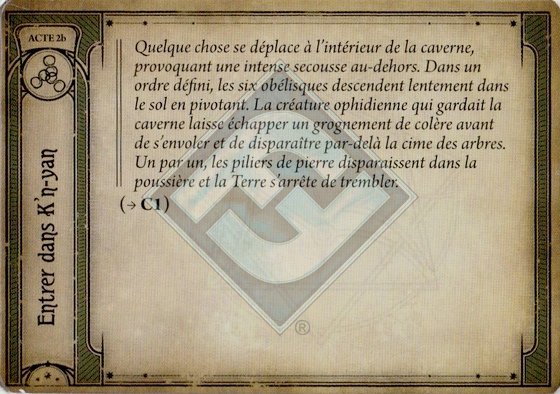 ACTE 2b
Entrer dans K'n-yan
Quelque chose se déplace à l'intérieur de la caverne,
provoquant une intense secousse au-dehors. Dans un
ordre défini, les six obélisques descendent lentement dans
le sol en pivotant. La créature ophidienne qui gardait la
caverne laisse échapper un grognement de colère avant
de s'envoler et de disparaître par-delà la cime des arbres.
Un par un, les piliers de pierre disparaissent dans la
poussière et la Terre s'arrête de trembler.
(→ C1)
®